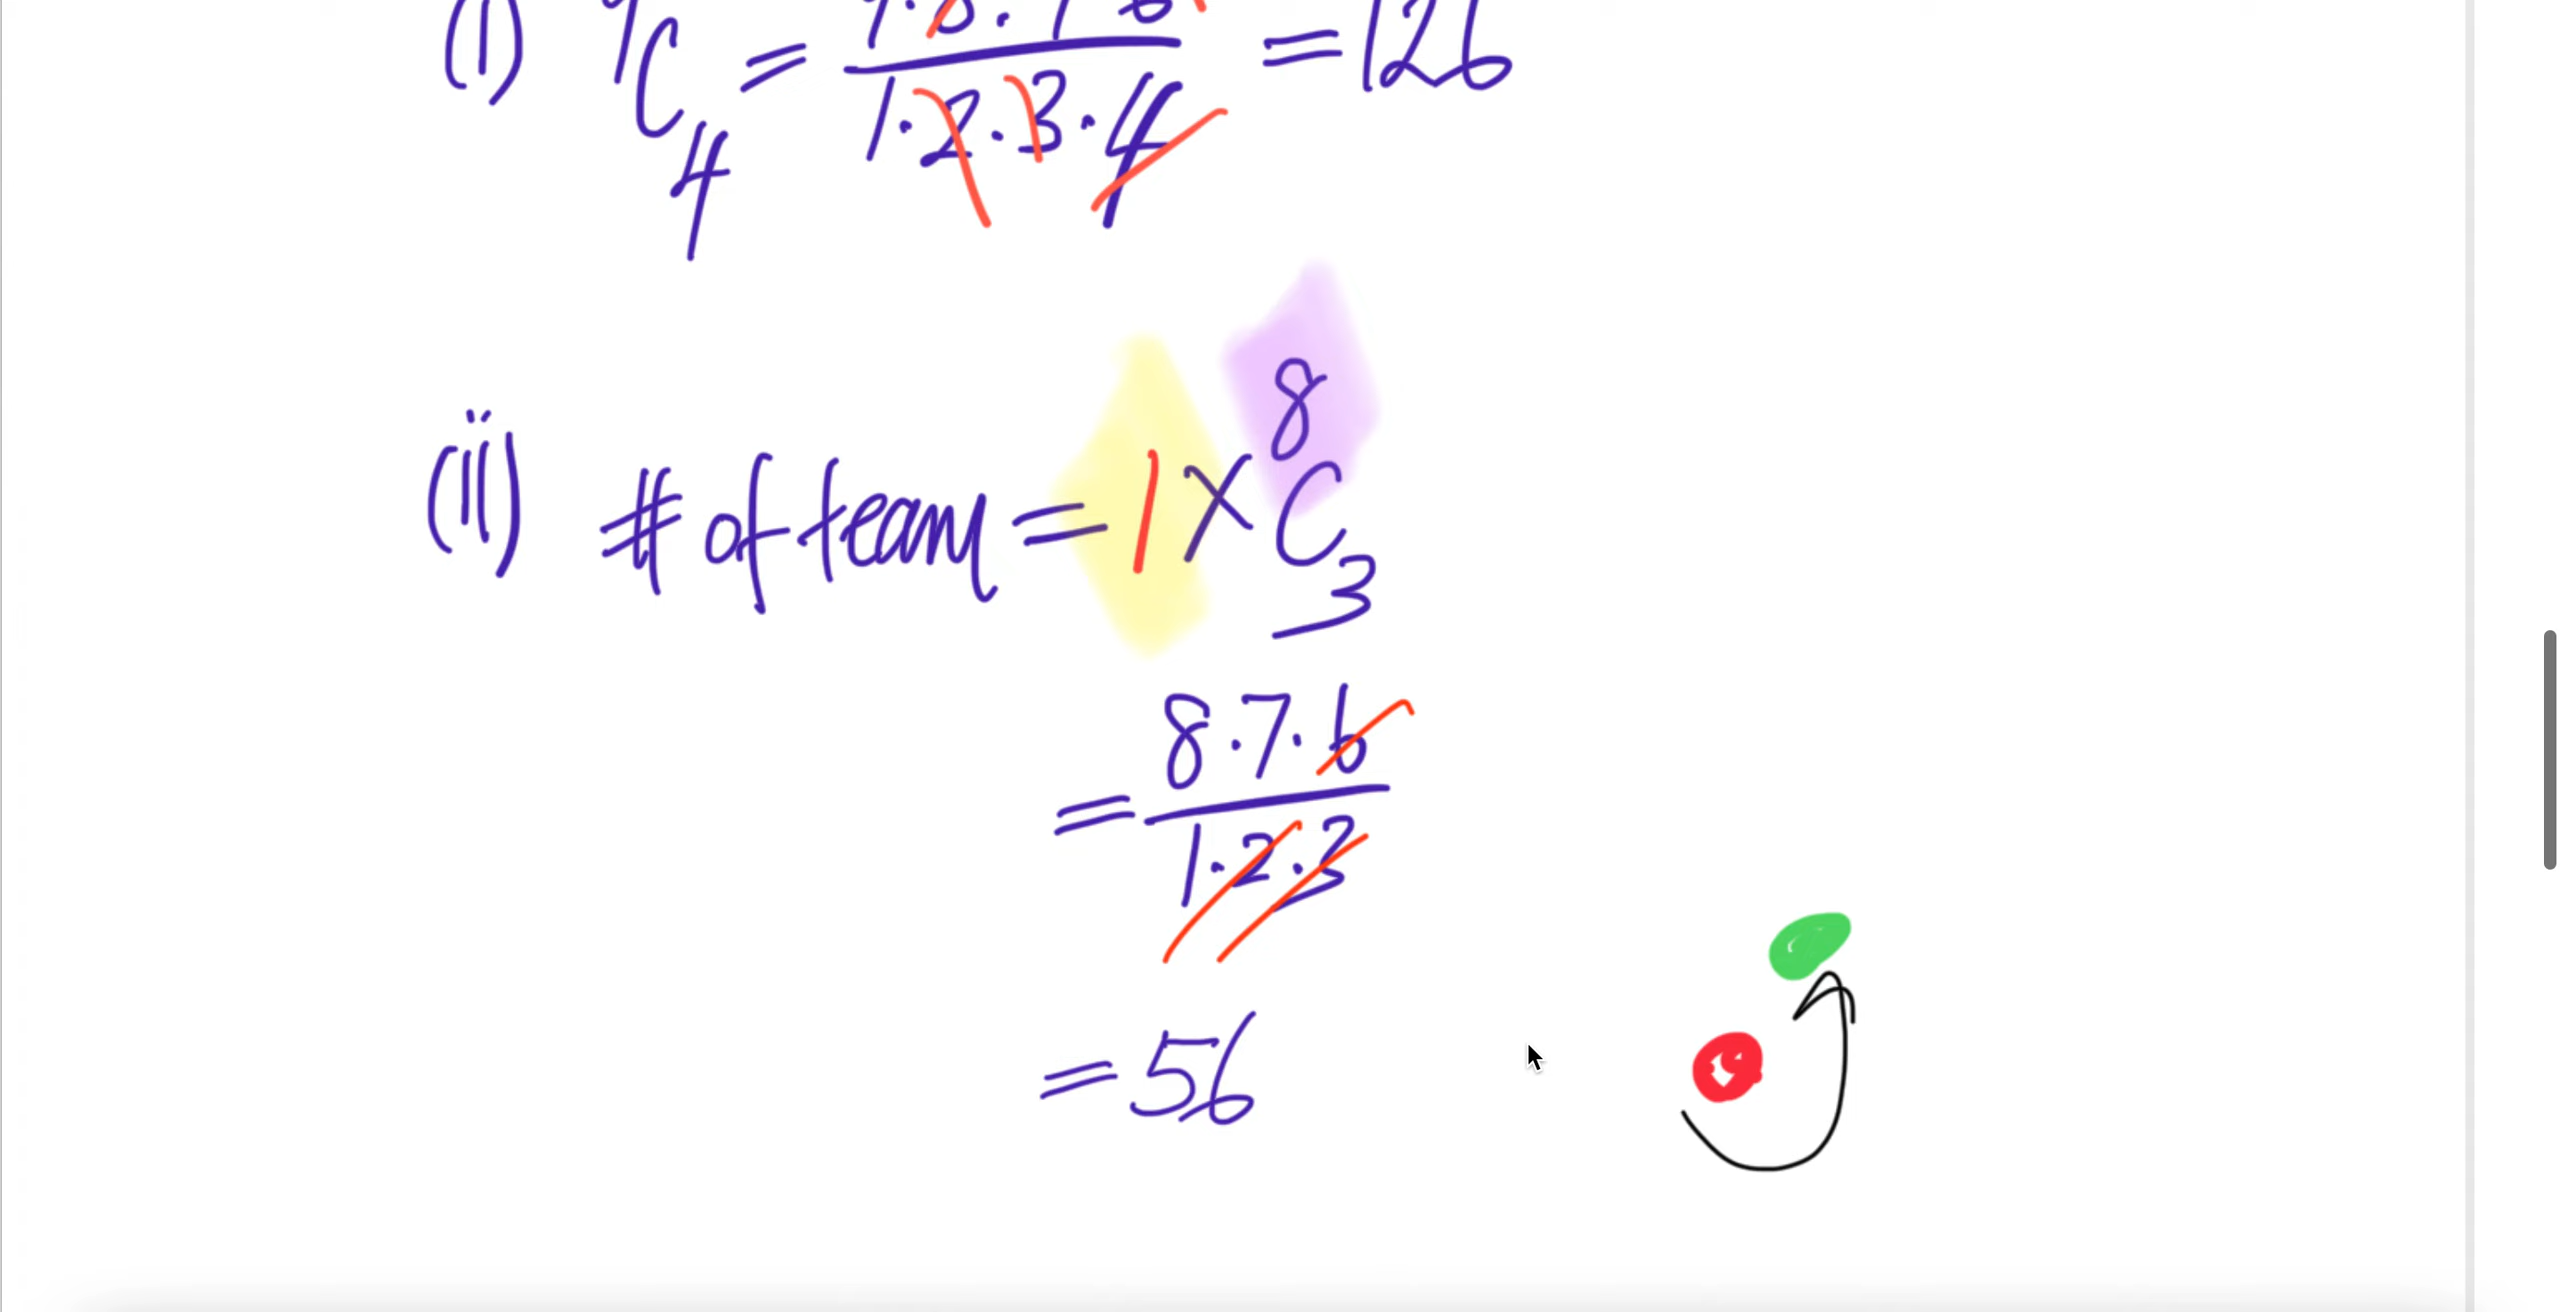 (i) ⁹C₄ = 9·8·7·6 / 1·2·3·4 = 126
(ii) # of team = 1 × ⁸C₃
= 8·7·6 / 1·2·3
= 56